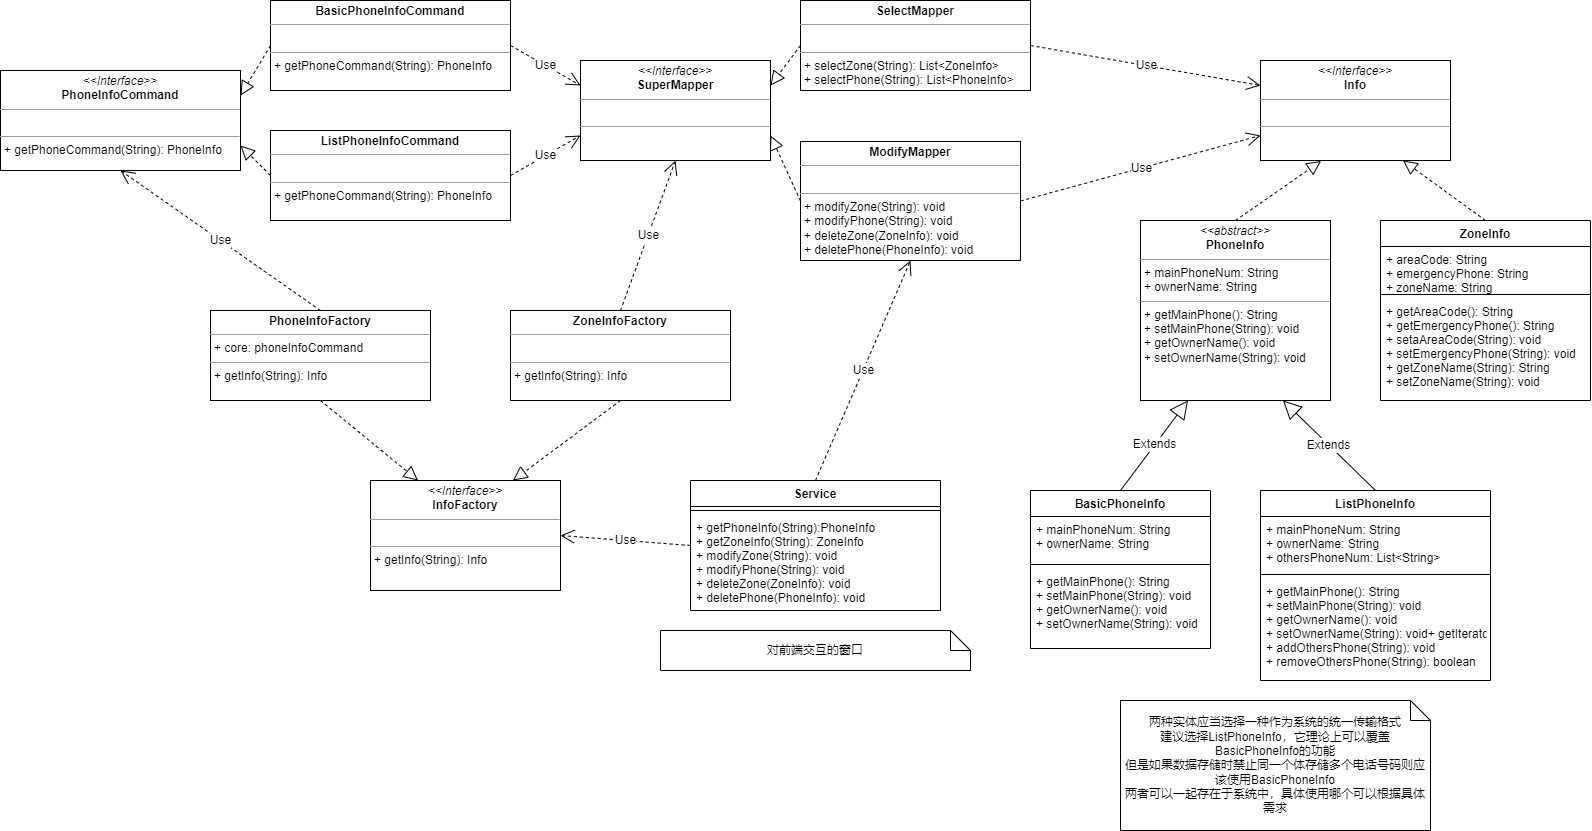 BasicPhoneInfoCommand
+ getPhoneCommand(String): PhoneInfo
SelectMapper
+ selectZone(String): List<ZoneInfo>
+ selectPhone(String): List<PhoneInfo>
<<Interface>>
PhoneInfoCommand
+ getPhoneCommand(String): PhoneInfo
Use
<<Interface>>
SuperMapper
Use
<<Interface>>
Info
ListPhoneInfoCommand
+ getPhoneCommand(String): PhoneInfo
Use
ModifyMapper
+ modifyZone(String): void
+ modifyPhone(String): void
+ deleteZone(ZoneInfo): void
+ deletePhone(PhoneInfo): void
Use
Use
Use
<<abstract>>
PhoneInfo
+ mainPhoneNum: String
+ ownerName: String
+ getMainPhone(): String
+ setMainPhone(String): void
+ getOwnerName(): void
+ setOwnerName(String): void
ZoneInfo
+ areaCode: String
+ emergencyPhone: String
+ zoneName: String
+ getAreaCode(): String
+ getEmergencyPhone(): String
+ setaAreaCode(String): void
+ setEmergencyPhone(String): void
+ getZoneName(): String
+ setZoneName(String): void
PhoneInfoFactory
+ core: phoneInfoCommand
+ getInfo(String): Info
ZoneInfoFactory
+ getInfo(String): Info
Use
Extends
Extends
<<Interface>>
InfoFactory
+ getInfo(String): Info
Use
Service
+ getPhoneInfo(String):PhoneInfo
+ getZoneInfo(String): ZoneInfo
+ modifyZone(String): void
+ modifyPhone(String): void
+ deleteZone(ZoneInfo): void
+ deletePhone(PhoneInfo): void
BasicPhoneInfo
+ mainPhoneNum: String
+ ownerName: String
+ getMainPhone(): String
+ setMainPhone(String): void
+ getOwnerName(): void
+ setOwnerName(String): void
ListPhoneInfo
+ mainPhoneNum: String
+ ownerName: String
+ othersPhoneNum: List<String>
+ getMainPhone(): String
+ setMainPhone(String): void
+ getOwnerName(): void
+ setOwnerName(String): void+
+ addOthersPhone(String): void
+ removeOthersPhone(String): boolean
对前端交互的窗口
两种实体应当选择一种作为系统的统一传输格式
建议选择ListPhoneInfo，它理论上可以覆盖
BasicPhoneInfo的功能
但是如果数据存储时禁止同一个体存储多个电话号码则应
该使用BasicPhoneInfo
两者可以一起存在于系统中，具体使用哪个可以根据具体
需求